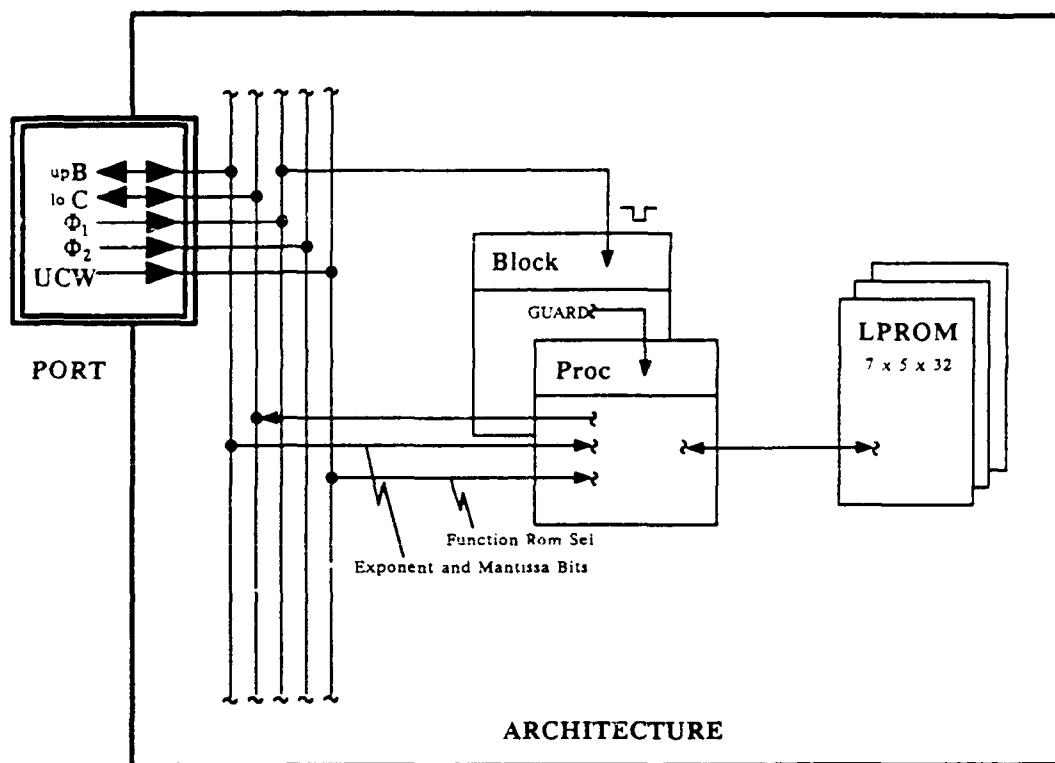 upB
lo C
Φ1
Φ2
UCW
PORT
Block
GUARD
Proc
LPROM
7 x 5 x 32
Function Rom Sei
Exponent and Mantissa Bits
ARCHITECTURE